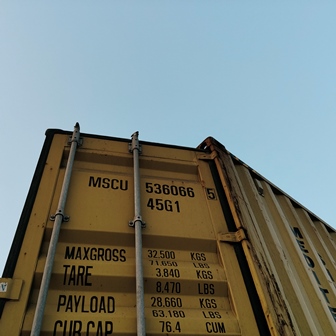 MSCU 536066 5
45G1
MAXGROSS 32,500 KGS
71,650 LBS
TARE 3,840 KGS
8,470 LBS
PAYLOAD 28,660 KGS
63,180 LBS
CUB CAP 76.4 CUM